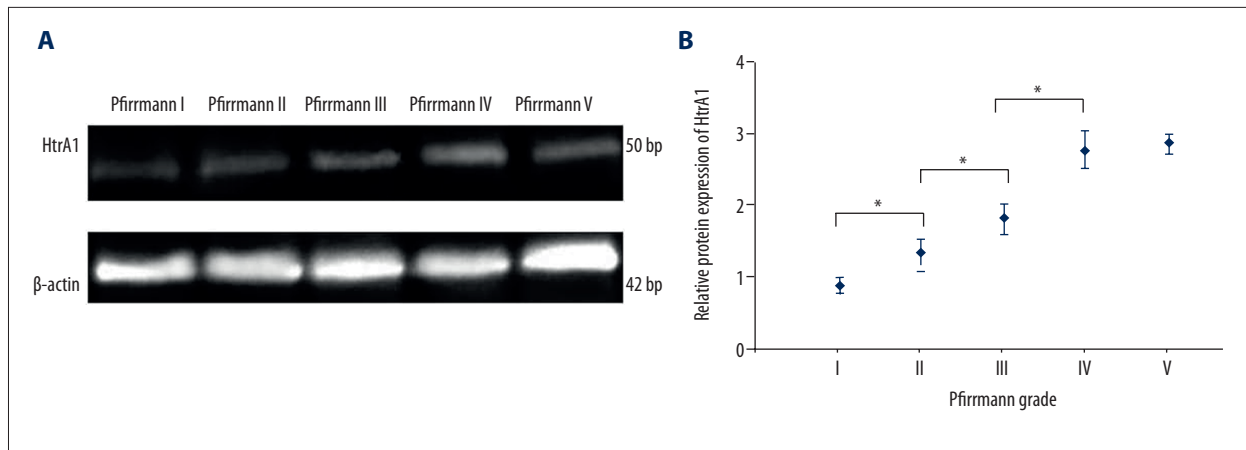 A
Pfirrmann I Pfirrmann II Pfirrmann III Pfirrmann IV Pfirrmann V
HtrA1 50 bp
β-actin 42 bp
B
Relative protein expression of HtrA1
4
3
2
1
0
* * *
I II III IV V
Pfirrmann grade